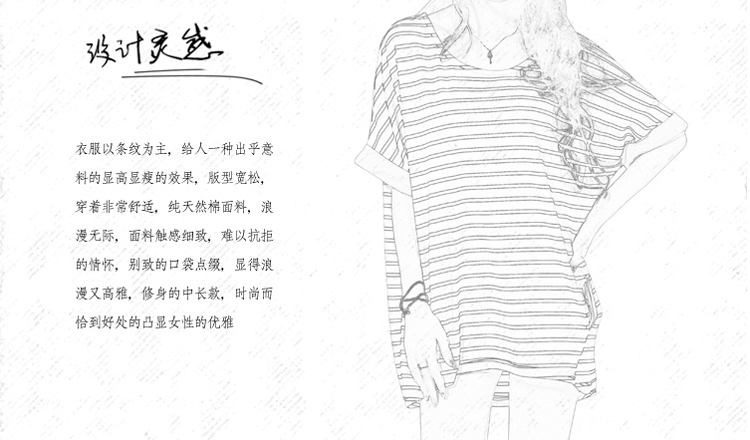 设计灵感
衣服以条纹为主，给人一种出乎意
料的显高显瘦的效果，版型宽松，
穿着非常舒适，纯天然棉面料，浪
漫无际，面料触感细致，难以抗拒
的情怀，别致的口袋点缀，显得浪
漫又高雅，修身的中长款，时尚而
恰到好处的凸显女性的优雅